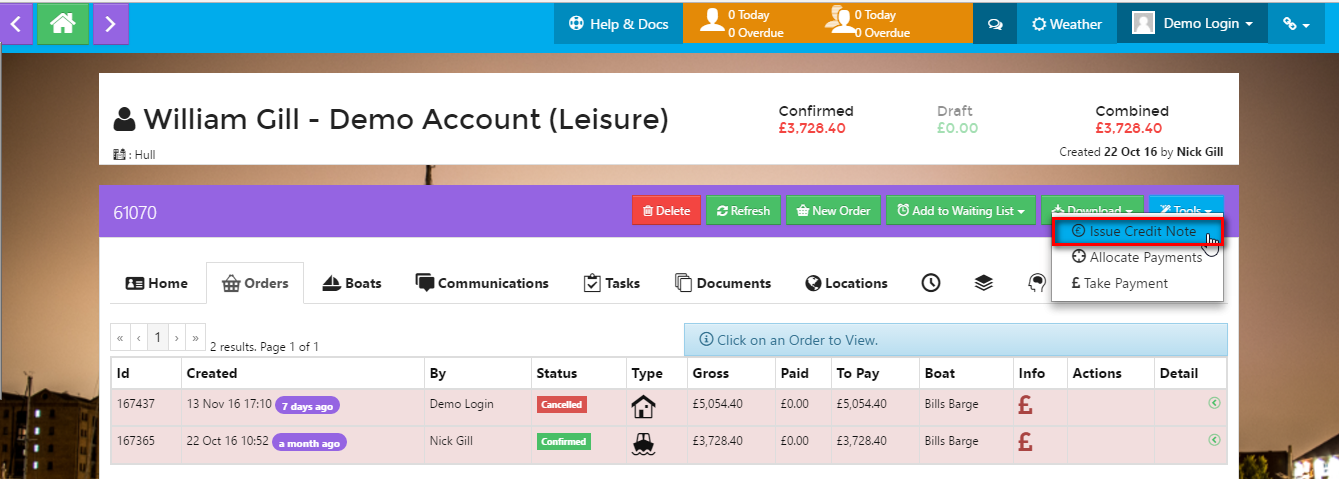 Help & Docs
0 Today
0 Overdue
0 Today
0 Overdue
Weather
Demo Login
William Gill - Demo Account (Leisure)
: Hull
Confirmed
£3,728.40
Draft
£0.00
Combined
£3,728.40
Created 22 Oct 16 by Nick Gill
61070
Delete
Refresh
New Order
Add to Waiting List
Download
Tools
Issue Credit Note
Allocate Payments
£ Take Payment
Home
Orders
Boats
Communications
Tasks
Documents
Locations
« ‹ 1 › » 2 results. Page 1 of 1
Click on an Order to View.
Id Created By Status Type Gross Paid To Pay Boat Info Actions Detail
167437 13 Nov 16 17:10 7 days ago Demo Login Cancelled £5,054.40 £0.00 £5,054.40 Bills Barge £
167365 22 Oct 16 10:52 a month ago Nick Gill Confirmed £3,728.40 £0.00 £3,728.40 Bills Barge £